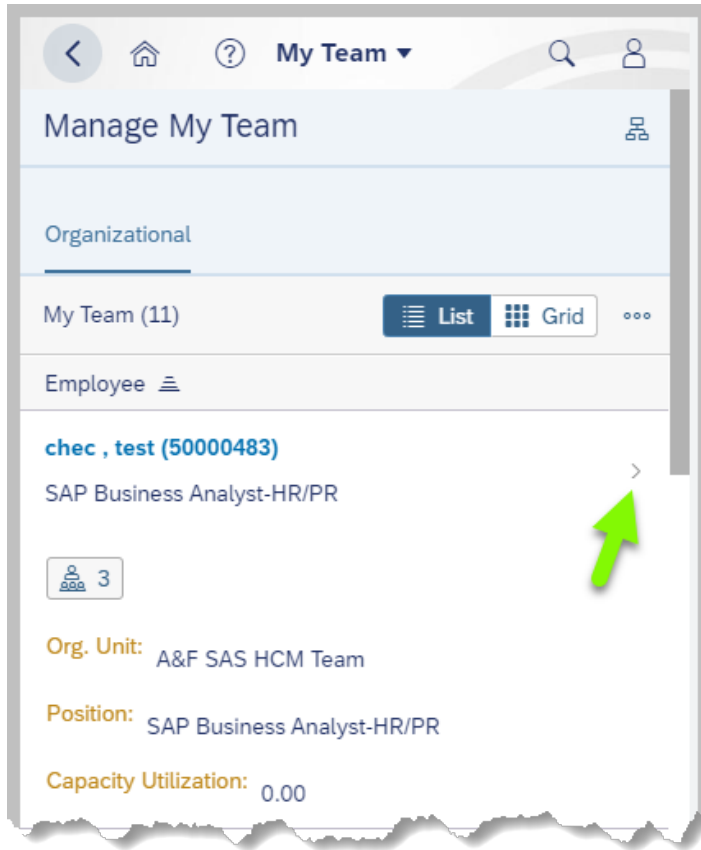 My Team
Manage My Team
Organizational
My Team (11)
List
Grid
Employee
chec , test (50000483)
SAP Business Analyst-HR/PR
3
Org. Unit: A&F SAS HCM Team
Position: SAP Business Analyst-HR/PR
Capacity Utilization: 0.00